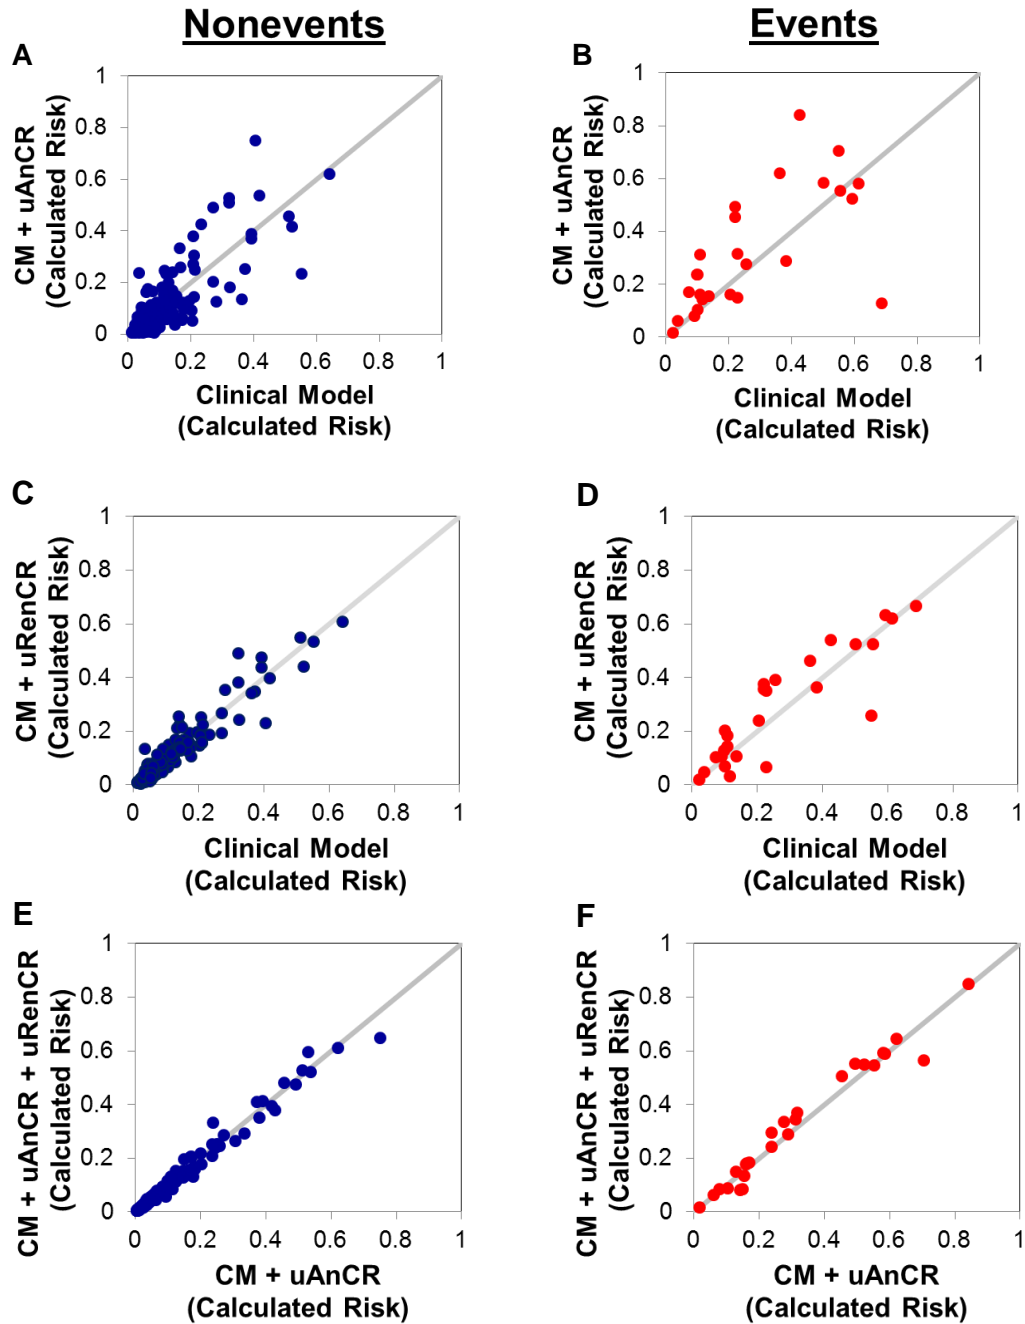 Nonevents
Events
A
B
1
0.8
0.6
0.4
0.2
0
0
0.2
0.4
0.6
0.8
1
CM + uAnCR
(Calculated Risk)
Clinical Model
(Calculated Risk)
1
0.8
0.6
0.4
0.2
0
0
0.2
0.4
0.6
0.8
1
CM + uAnCR
(Calculated Risk)
Clinical Model
(Calculated Risk)
C
D
1
0.8
0.6
0.4
0.2
0
0
0.2
0.4
0.6
0.8
1
CM + uRenCR
(Calculated Risk)
Clinical Model
(Calculated Risk)
1
0.8
0.6
0.4
0.2
0
0
0.2
0.4
0.6
0.8
1
CM + uRenCR
(Calculated Risk)
Clinical Model
(Calculated Risk)
E
F
1
0.8
0.6
0.4
0.2
0
0
0.2
0.4
0.6
0.8
1
CM + uAnCR + uRenCR
(Calculated Risk)
CM + uAnCR
(Calculated Risk)
1
0.8
0.6
0.4
0.2
0
0
0.2
0.4
0.6
0.8
1
CM + uAnCR + uRenCR
(Calculated Risk)
CM + uAnCR
(Calculated Risk)